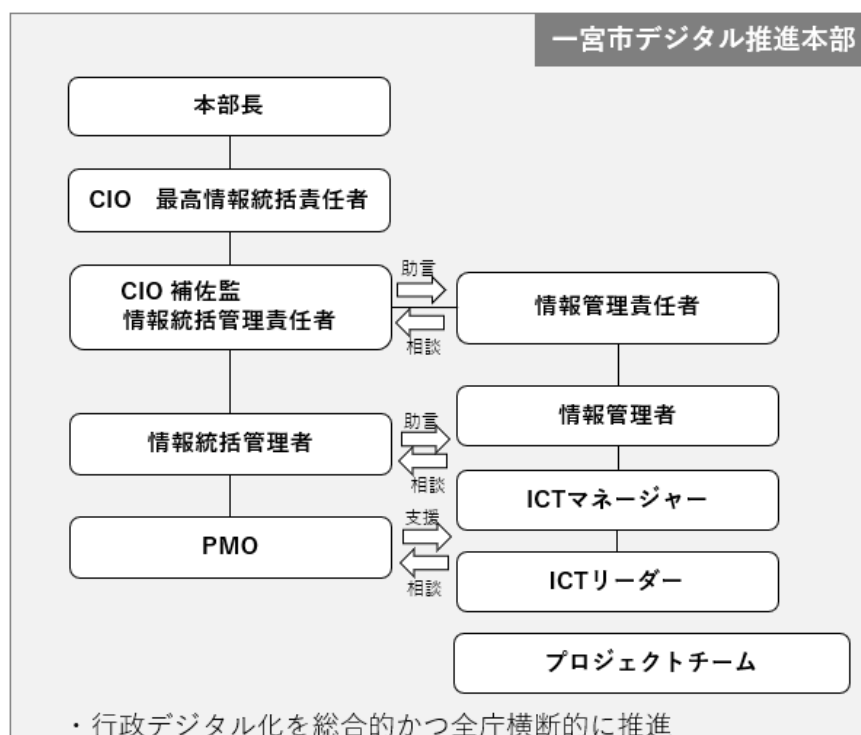 一宮市デジタル推進本部
本部長
CIO　最高情報統括責任者
CIO 補佐監
情報統括管理責任者
助言
相談
情報管理責任者
情報統括管理者
助言
相談
情報管理者
ICTマネージャー
PMO
支援
相談
ICTリーダー
プロジェクトチーム
・行政デジタル化を総合的かつ全庁横断的に推進